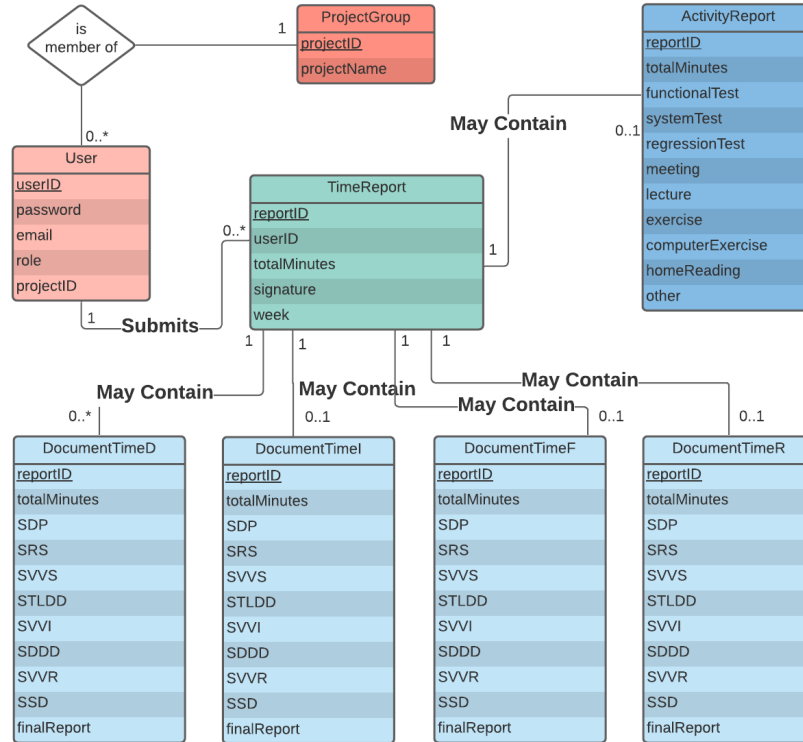 is
member of
1
ProjectGroup
projectID
projectName
0..*
User
userID
password
email
role
projectID
1
Submits
0..*
TimeReport
reportID
userID
totalMinutes
signature
week
1
May Contain
0..1
ActivityReport
reportID
totalMinutes
functionalTest
systemTest
regressionTest
meeting
lecture
exercise
computerExercise
homeReading
other
1
1
1
1
May Contain
May Contain
May Contain
May Contain
0..*
0..1
0..1
0..1
DocumentTimeD
reportID
totalMinutes
SDP
SRS
SVVS
STLDD
SVVI
SDDD
SVVR
SSD
finalReport
DocumentTimeI
reportID
totalMinutes
SDP
SRS
SVVS
STLDD
SVVI
SDDD
SVVR
SSD
finalReport
DocumentTimeF
reportID
totalMinutes
SDP
SRS
SVVS
STLDD
SVVI
SDDD
SVVR
SSD
finalReport
DocumentTimeR
reportID
totalMinutes
SDP
SRS
SVVS
STLDD
SVVI
SDDD
SVVR
SSD
finalReport